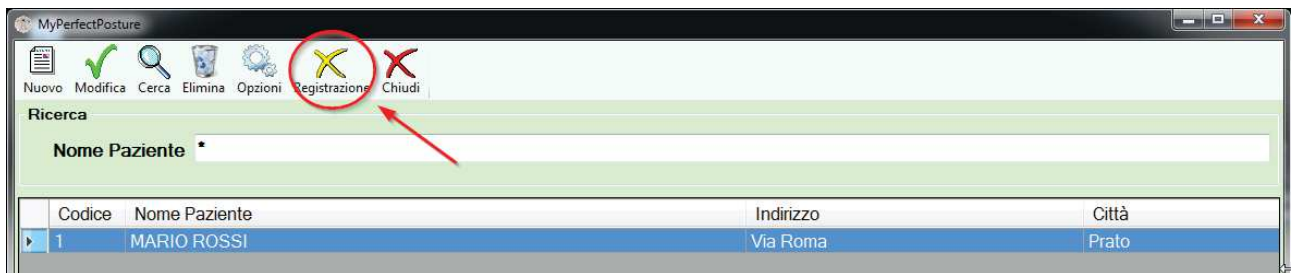 MyPerfectPosture
Nuovo Modifica Cerca Elimina Opzioni Registrazione Chiudi
Ricerca
Nome Paziente *
Codice Nome Paziente Indirizzo Città
1 MARIO ROSSI Via Roma Prato